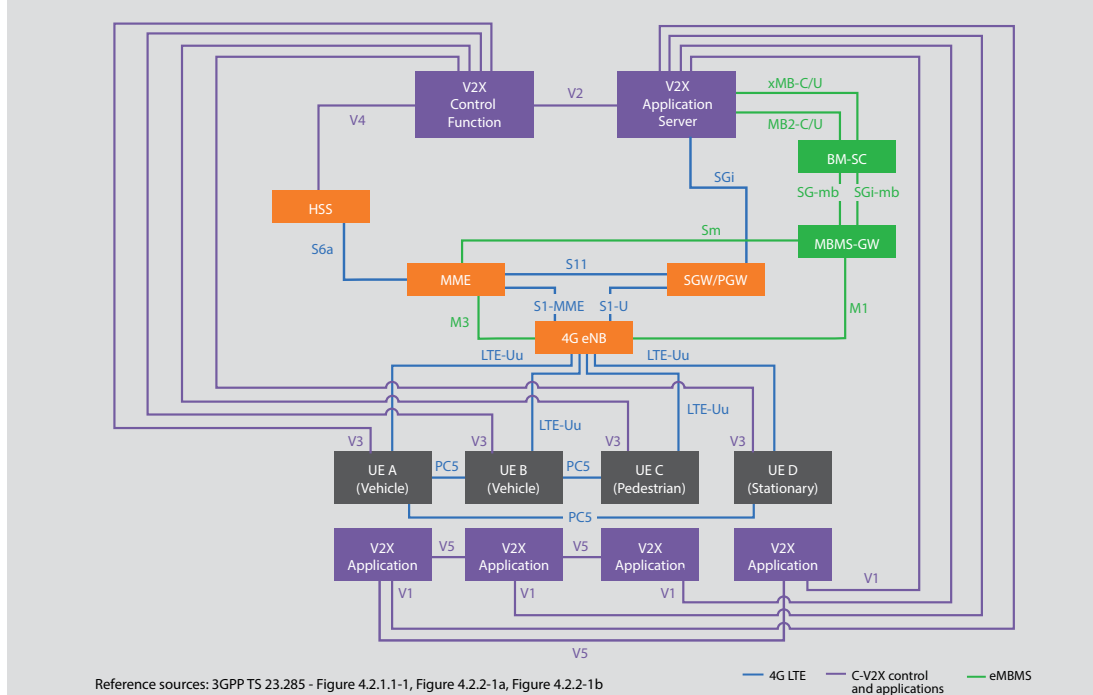 V2X
Control
Function
V2
V2X
Application
Server
xMB-C/U
MB2-C/U
V4
BM-SC
SGi
SG-mb
SGi-mb
HSS
Sm
MBMS-GW
S6a
MME
S11
SGW/PGW
S1-MME
S1-U
M3
M1
4G eNB
LTE-Uu
LTE-Uu
LTE-Uu
LTE-Uu
V3
V3
V3
V3
UE A
(Vehicle)
PC5
UE B
(Vehicle)
PC5
UE C
(Pedestrian)
UE D
(Stationary)
PC5
V2X
Application
V5
V2X
Application
V5
V2X
Application
V2X
Application
V1
V1
V1
V1
V5
Reference sources: 3GPP TS 23.285 - Figure 4.2.1.1-1, Figure 4.2.2-1a, Figure 4.2.2-1b
4G LTE
C-V2X control
and applications
eMBMS